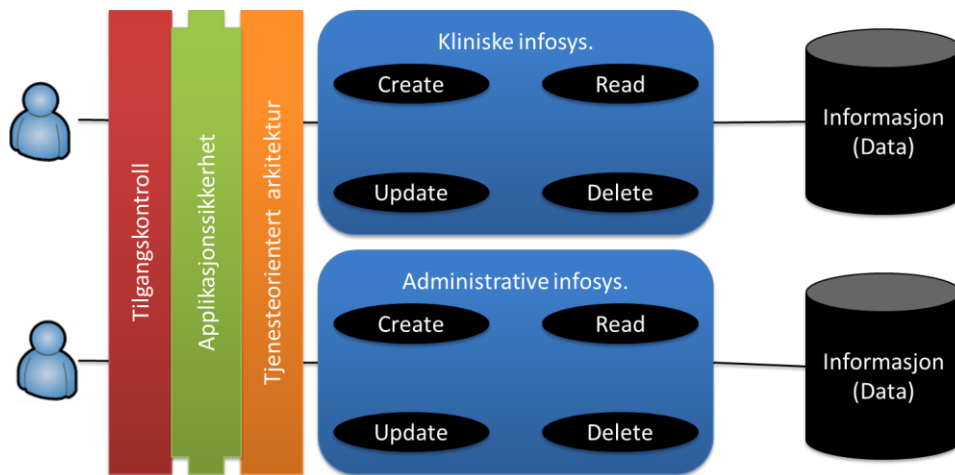 Tilgangskontroll
Applikasjonssikkerhet
Tjenesteorientert arkitektur
Kliniske infosys.
Create
Read
Update
Delete
Informasjon
(Data)
Administrative infosys.
Create
Read
Update
Delete
Informasjon
(Data)